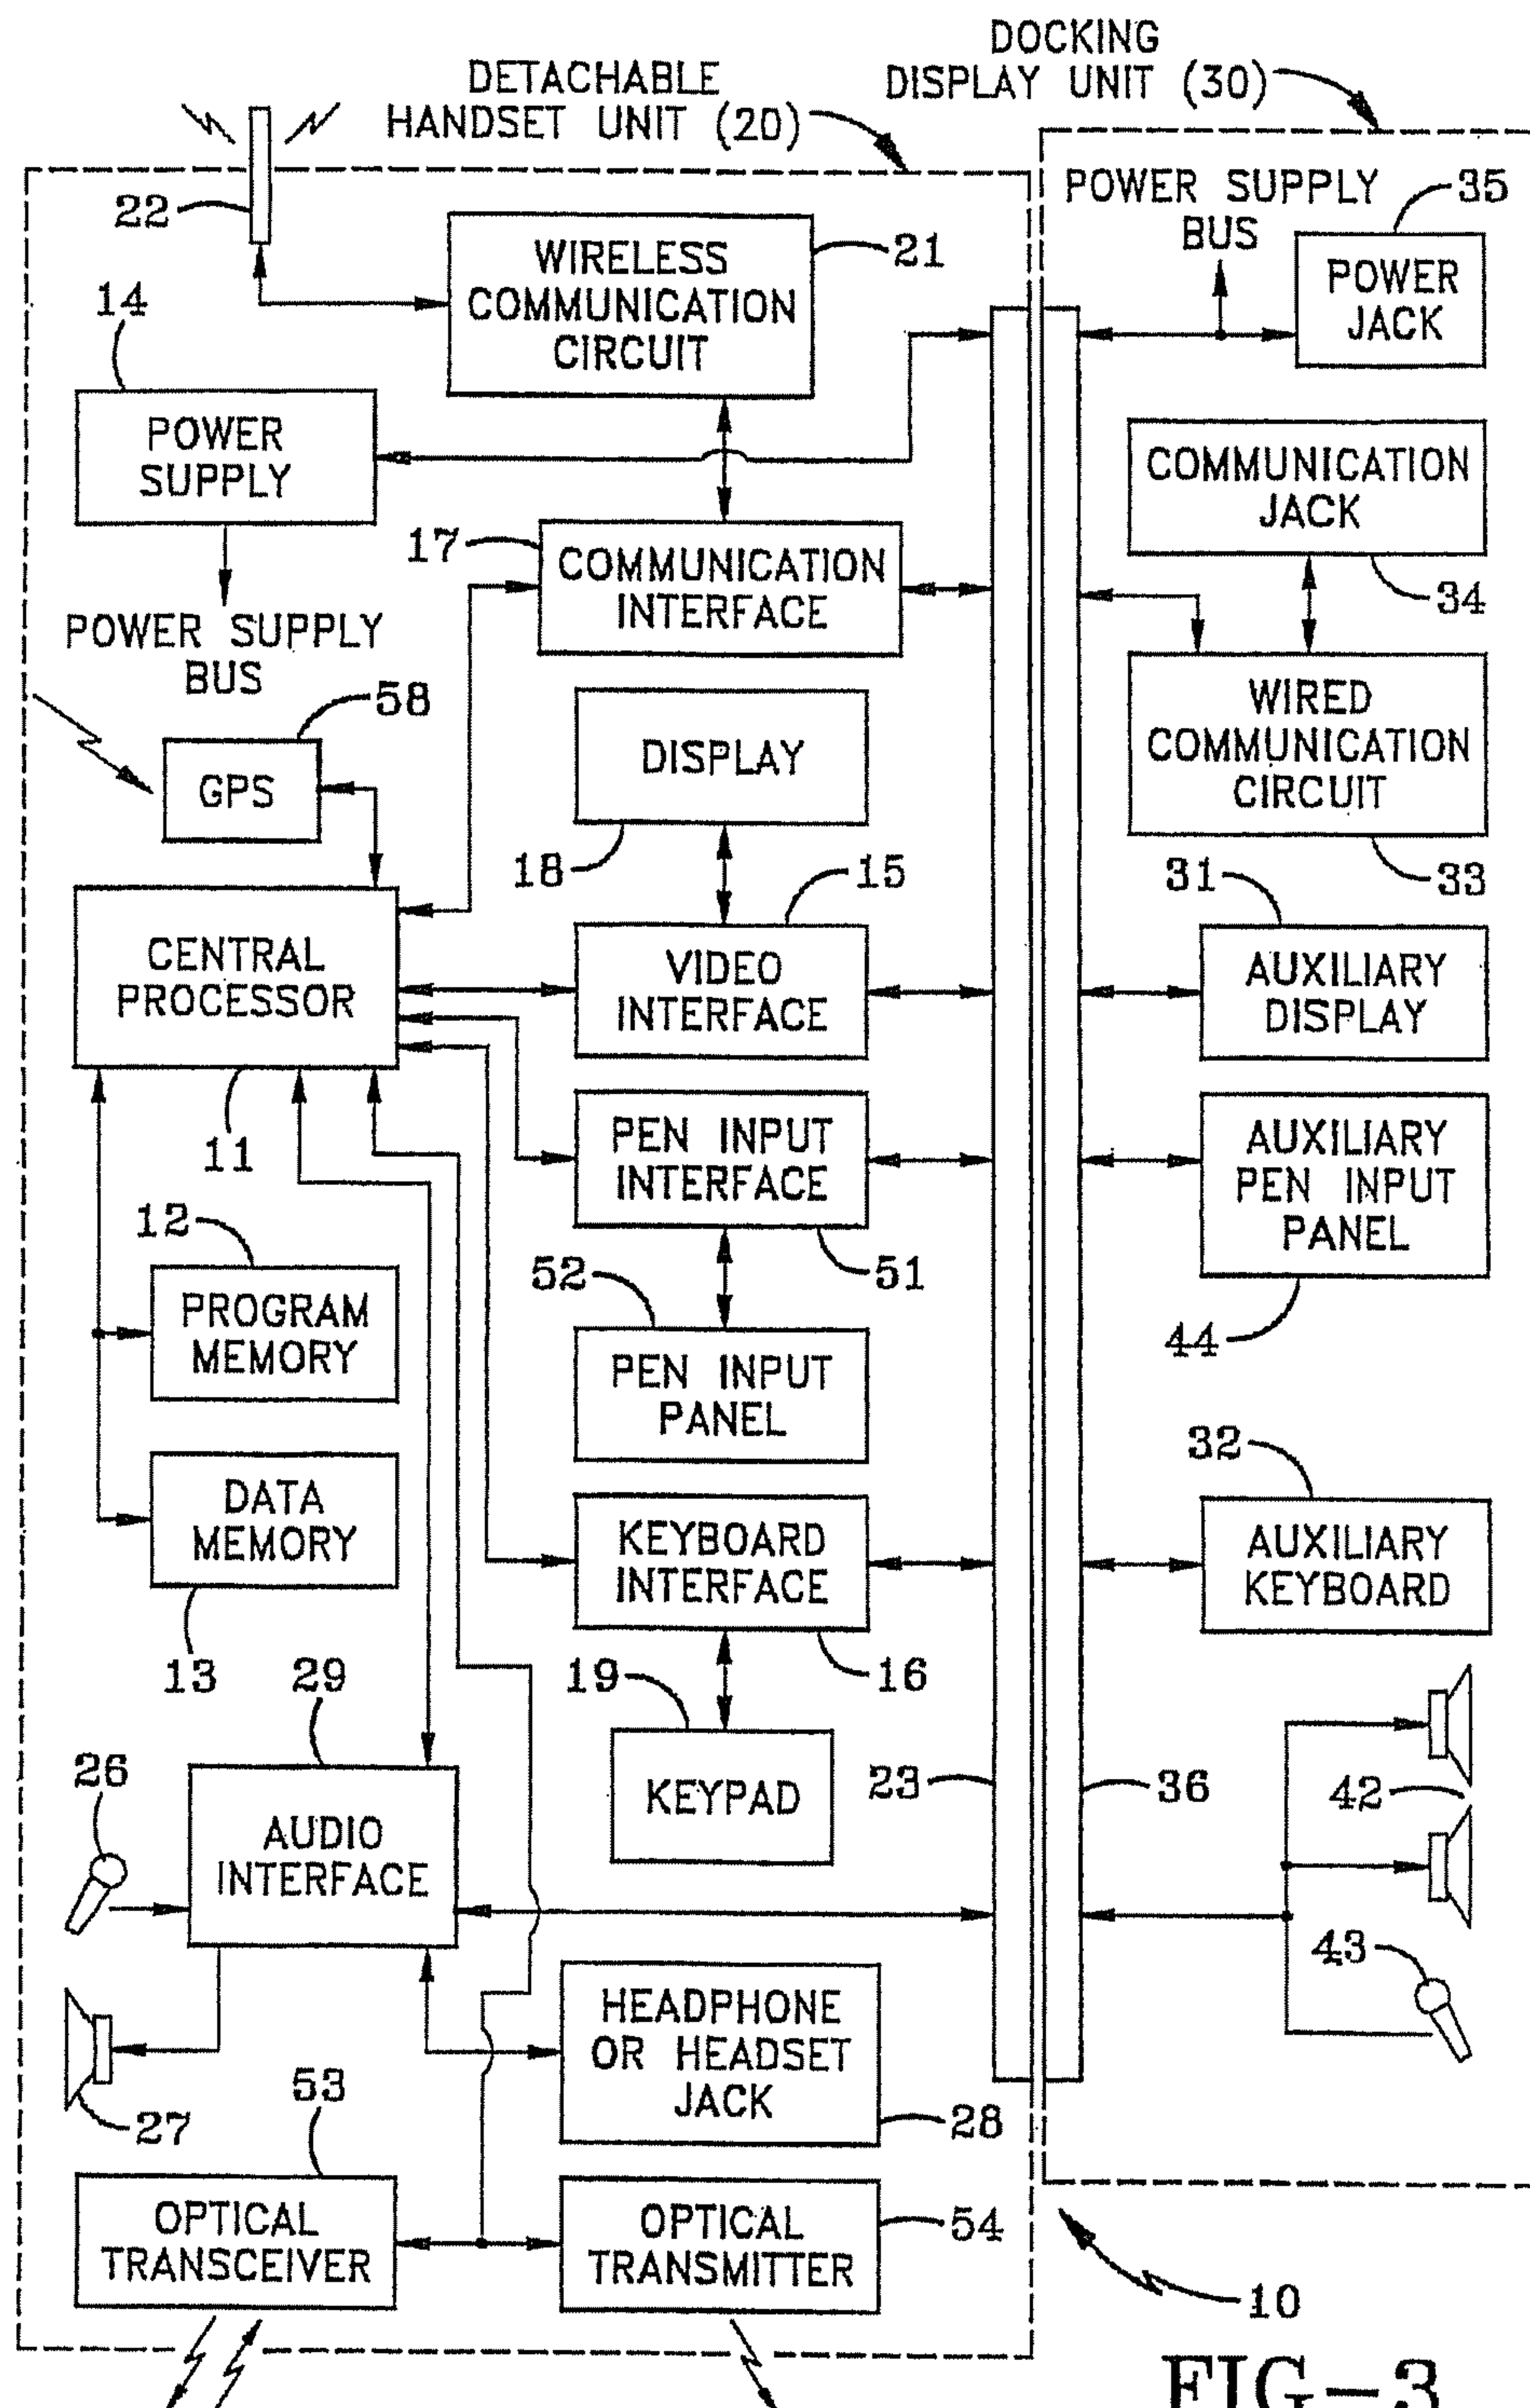 DOCKING
DISPLAY UNIT (30)
DETACHABLE
HANDSET UNIT (20)
22
WIRELESS
COMMUNICATION
CIRCUIT
21
POWER SUPPLY
BUS
35
POWER
JACK
14
POWER
SUPPLY
COMMUNICATION
JACK
34
17
COMMUNICATION
INTERFACE
POWER SUPPLY
BUS
58
GPS
DISPLAY
18
WIRED
COMMUNICATION
CIRCUIT
33
15
31
CENTRAL
PROCESSOR
11
VIDEO
INTERFACE
AUXILIARY
DISPLAY
PEN INPUT
INTERFACE
51
AUXILIARY
PEN INPUT
PANEL
44
12
PROGRAM
MEMORY
52
PEN INPUT
PANEL
DATA
MEMORY
13
KEYBOARD
INTERFACE
16
32
AUXILIARY
KEYBOARD
29
19
KEYPAD
23
36
42
26
AUDIO
INTERFACE
43
27
HEADPHONE
OR HEADSET
JACK
28
53
OPTICAL
TRANSCEIVER
OPTICAL
TRANSMITTER
54
10
FIG-3